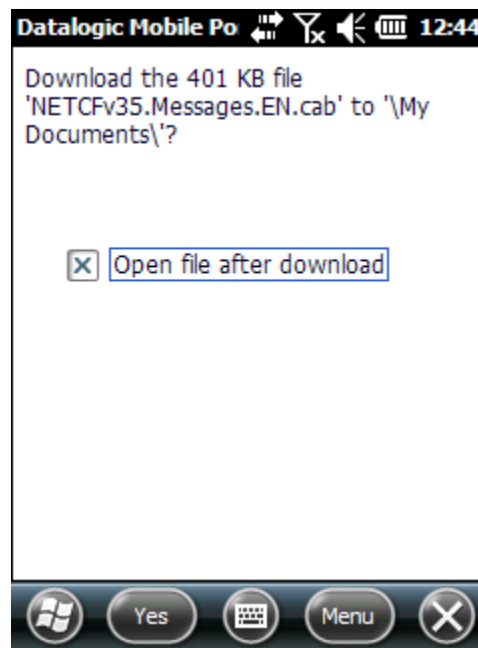 Datalogic Mobile Po 12:44
Download the 401 KB file
'NETCFv35.Messages.EN.cab' to '\My
Documents\'?
Open file after download
Yes Menu